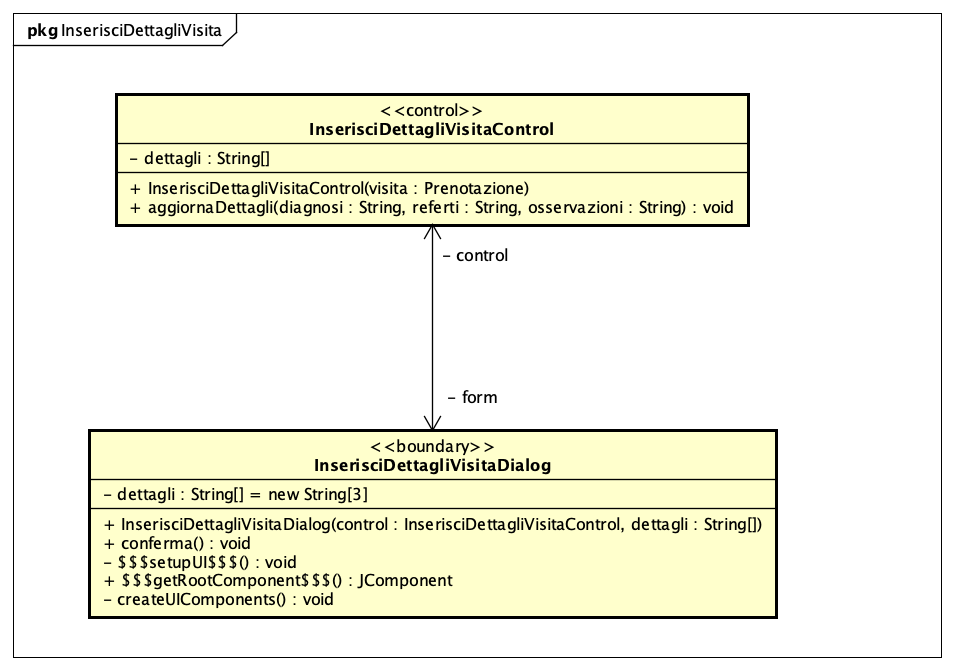 pkg InserisciDettagliVisita
<<control>>
InserisciDettagliVisitaControl
- dettagli : String[]
+ InserisciDettagliVisitaControl(visita : Prenotazione)
+ aggiornaDettagli(diagnosi : String, referti : String, osservazioni : String) : void
- control
- form
<<boundary>>
InserisciDettagliVisitaDialog
- dettagli : String[] = new String[3]
+ InserisciDettagliVisitaDialog(control : InserisciDettagliVisitaControl, dettagli : String[])
+ conferma() : void
- $$$setupUI$$$() : void
+ $$$getRootComponent$$$() : JComponent
- createUIComponents() : void